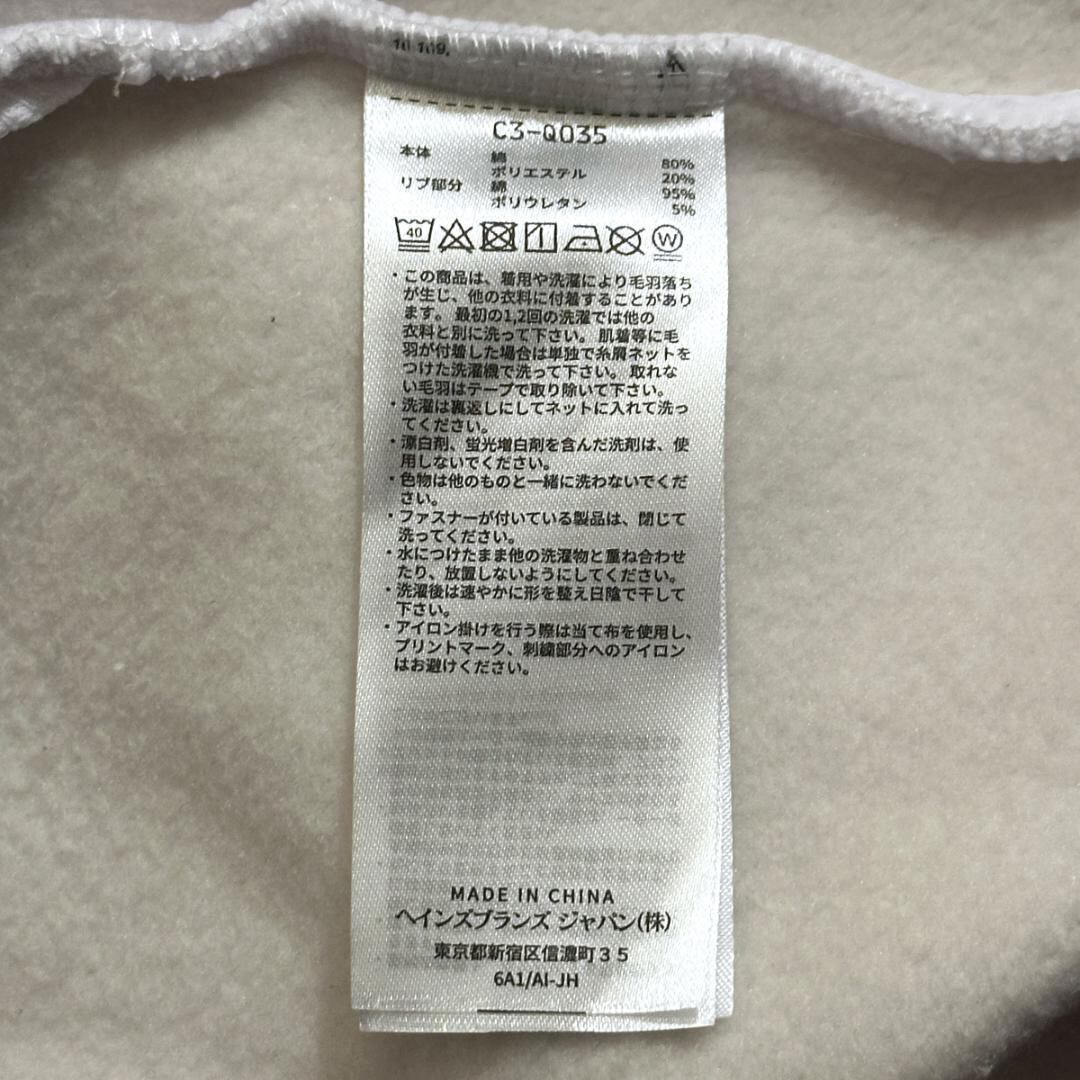 C3-Q035
本体 綿 80%
ポリエステル 20%
リブ部分 綿 95%
ポリウレタン 5%
40
W
・この商品は、着用や洗濯により毛羽落ち
が生じ、他の衣料に付着することがあり
ます。最初の1,2回の洗濯では他の
衣料と別に洗って下さい。肌着等に毛
羽が付着した場合は単独で糸屑ネットを
つけた洗濯機で洗って下さい。取れな
い毛羽はテープで取り除いて下さい。
・洗濯は裏返しにしてネットに入れて洗っ
てください。
・漂白剤、蛍光増白剤を含んだ洗剤は、使
用しないでください。
・色物は他のものと一緒に洗わないでくだ
さい。
・ファスナーが付いている製品は、閉じて
洗ってください。
・水につけたまま他の洗濯物と重ね合わせ
たり、放置しないようにしてください。
・洗濯後は速やかに形を整え日陰で干して
下さい。
・アイロン掛けを行う際は当て布を使用し、
プリントマーク、刺繍部分へのアイロン
はお避けください。
MADE IN CHINA
ヘインズブランズ ジャパン(株)
東京都新宿区信濃町35
6A1/AI-JH